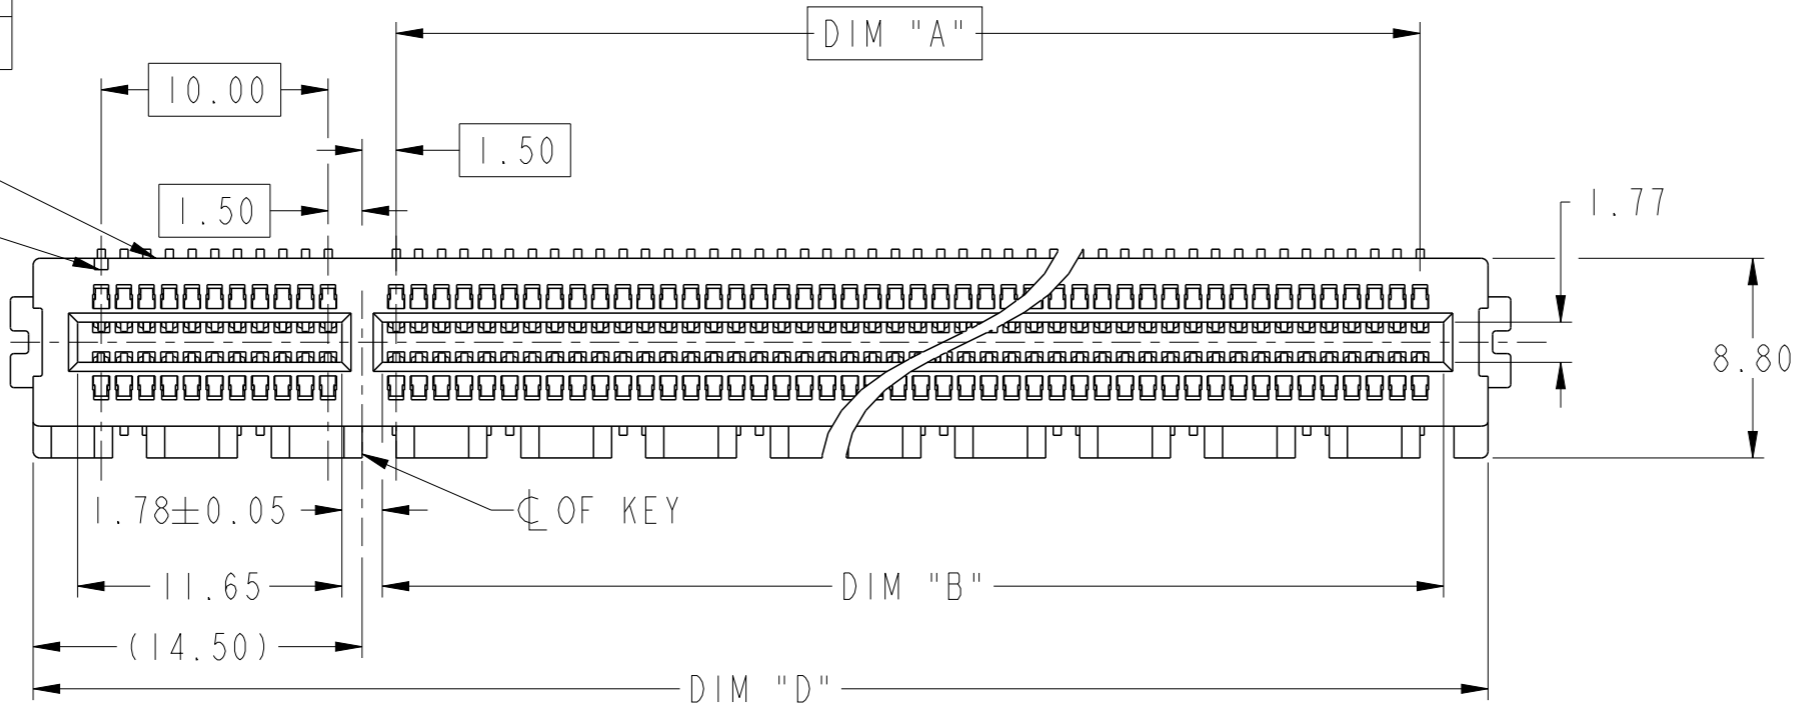 DIM "A"
10.00
1.50
1.50
1.77
8.80
1.78±0.05
℄ OF KEY
11.65
DIM "B"
(14.50)
DIM "D"